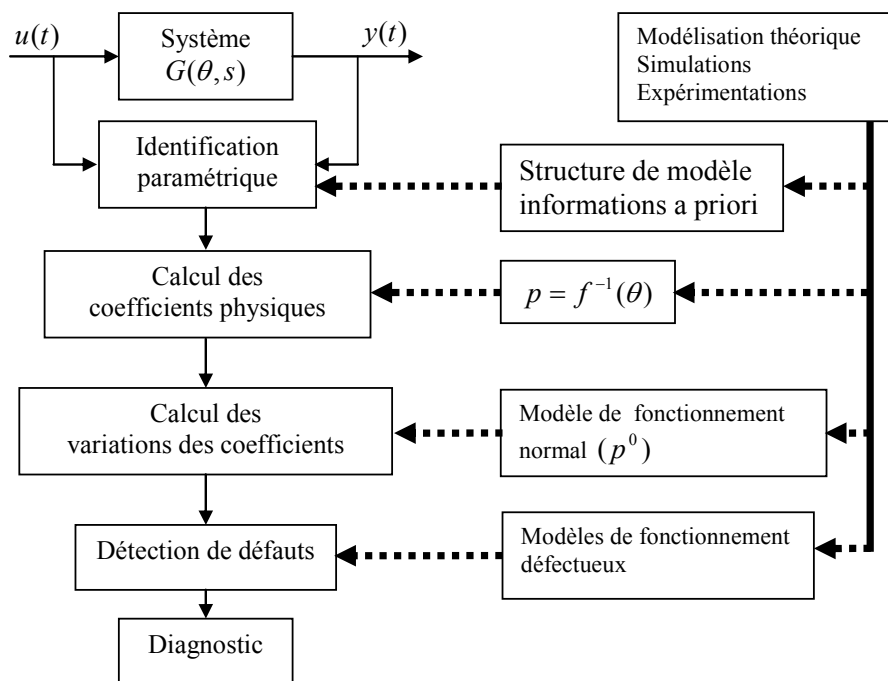 u(t)
Système
G(θ,s)
y(t)
Modélisation théorique
Simulations
Expérimentations
Identification
paramétrique
Structure de modèle
informations a priori
Calcul des
coefficients physiques
p = f⁻¹(θ)
Calcul des
variations des coefficients
Modèle de fonctionnement
normal (p⁰)
Détection de défauts
Modèles de fonctionnement
défectueux
Diagnostic